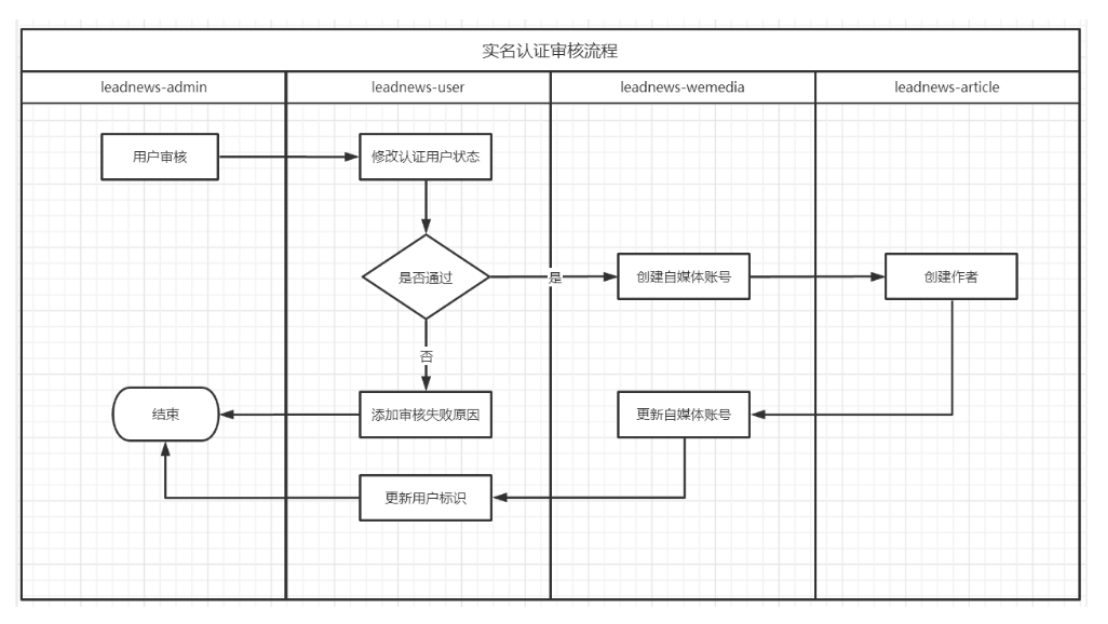 实名认证审核流程
leadnews-admin
leadnews-user
leadnews-wemedia
leadnews-article
用户审核
修改认证用户状态
是否通过
是
创建自媒体账号
创建作者
否
结束
添加审核失败原因
更新自媒体账号
更新用户标识